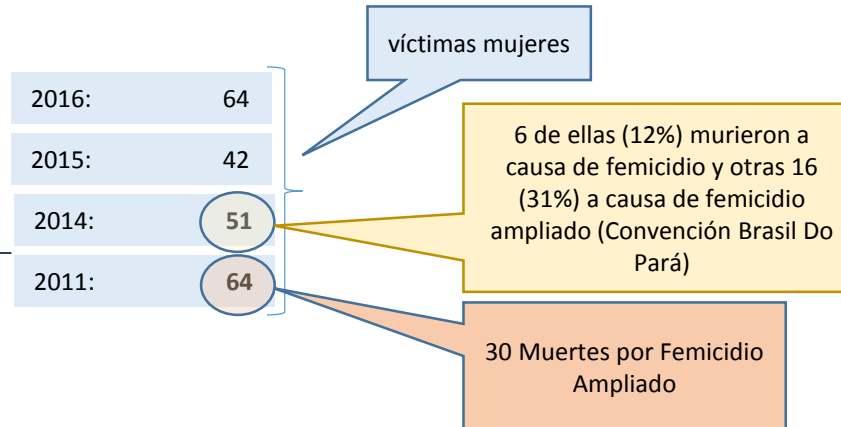 víctimas mujeres
2016: 64
2015: 42
2014: 51
2011: 64
6 de ellas (12%) murieron a
causa de femicidio y otras 16
(31%) a causa de femicidio
ampliado (Convención Brasil Do
Pará)
30 Muertes por Femicidio
Ampliado